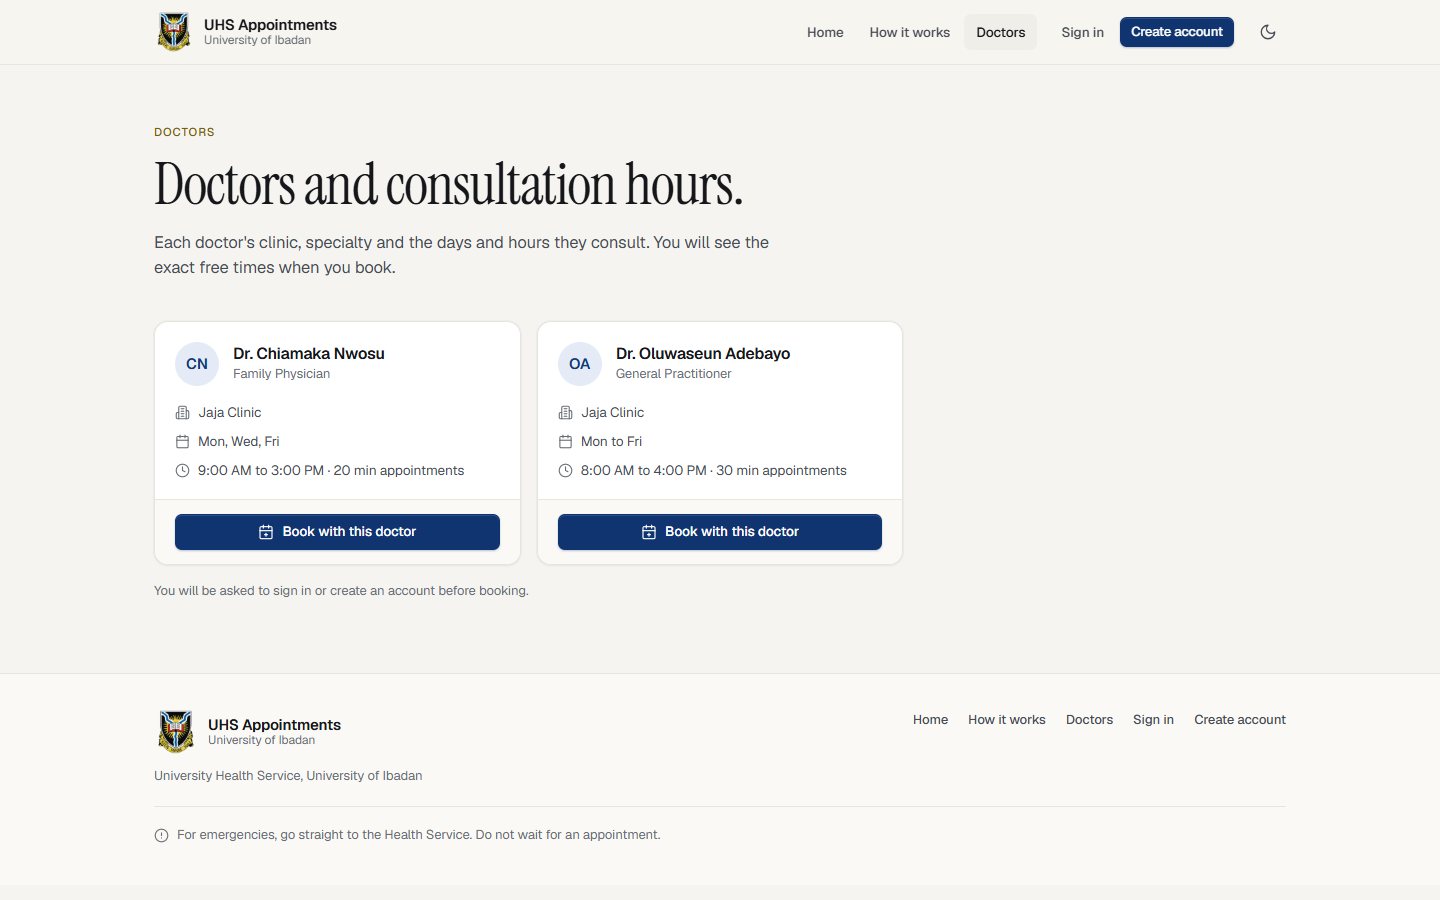 UHS Appointments
University of Ibadan
Home
How it works
Doctors
Sign in
Create account
DOCTORS
Doctors and consultation hours.
Each doctor's clinic, specialty and the days and hours they consult. You will see the
exact free times when you book.
CN
Dr. Chiamaka Nwosu
Family Physician
Jaja Clinic
Mon, Wed, Fri
9:00 AM to 3:00 PM · 20 min appointments
Book with this doctor
OA
Dr. Oluwaseun Adebayo
General Practitioner
Jaja Clinic
Mon to Fri
8:00 AM to 4:00 PM · 30 min appointments
Book with this doctor
You will be asked to sign in or create an account before booking.
UHS Appointments
University of Ibadan
University Health Service, University of Ibadan
Home
How it works
Doctors
Sign in
Create account
For emergencies, go straight to the Health Service. Do not wait for an appointment.